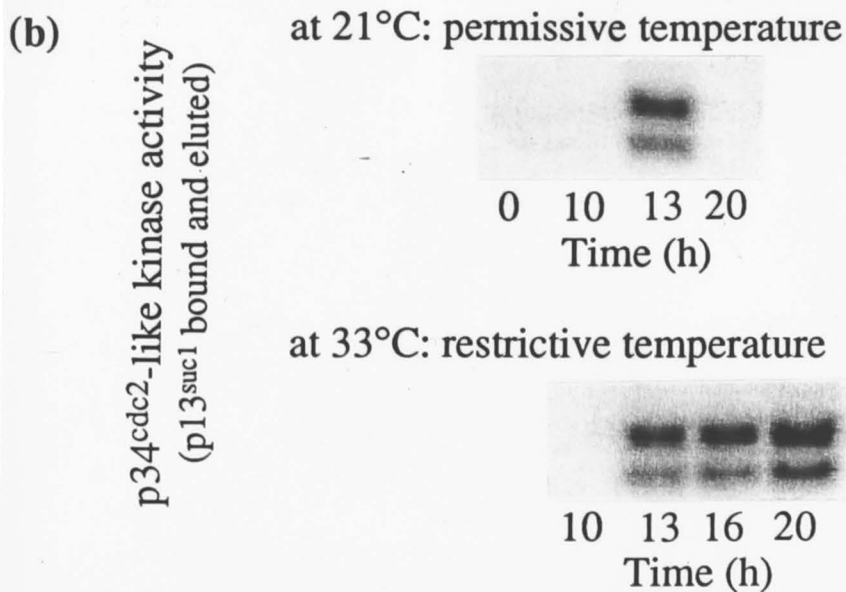 (b)
p34cdc2-like kinase activity
(p13suc1 bound and eluted)
at 21°C: permissive temperature
0 10 13 20
Time (h)
at 33°C: restrictive temperature
10 13 16 20
Time (h)